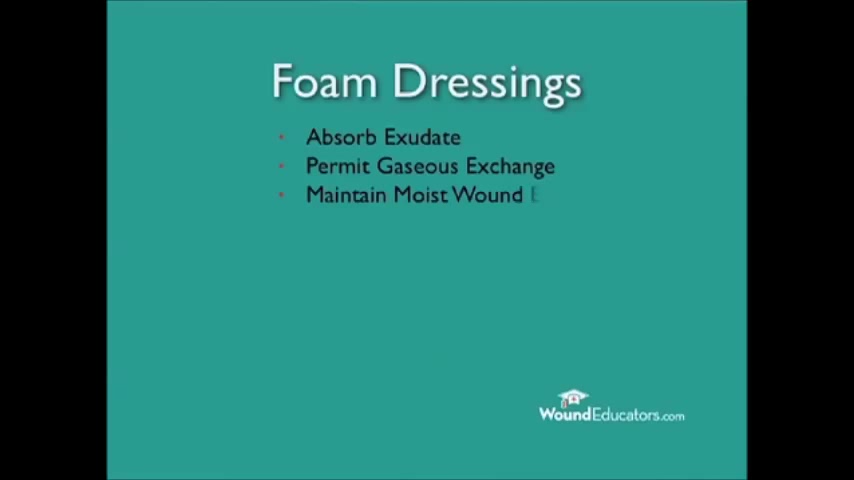 Foam Dressings
• Absorb Exudate
• Permit Gaseous Exchange
• Maintain Moist Wound
WoundEducators.com